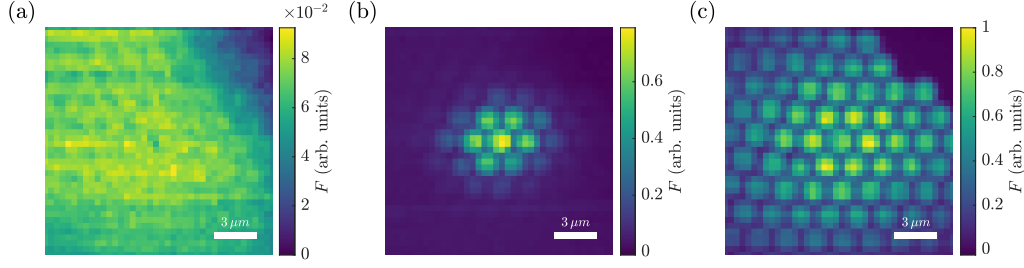 (a)
×10⁻²
8
6
4
2
0
F (arb. units)
3 μm
(b)
0.6
0.4
0.2
0
F (arb. units)
3 μm
(c)
1
0.8
0.6
0.4
0.2
0
F (arb. units)
3 μm